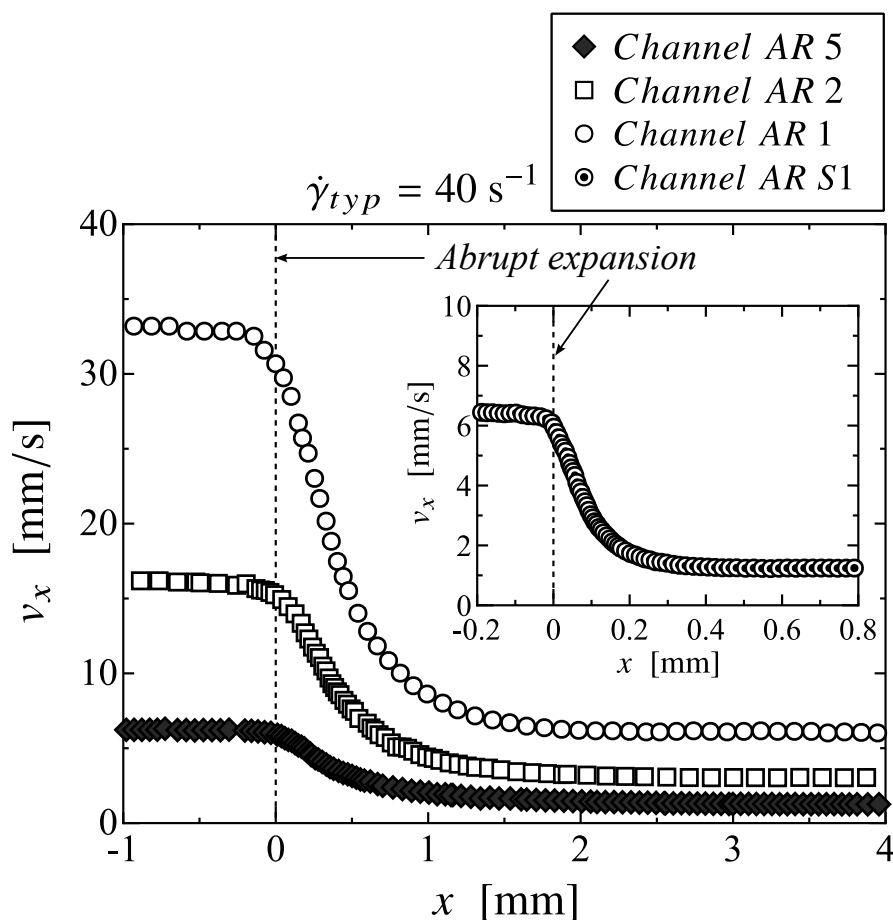 Channel AR 5
Channel AR 2
Channel AR 1
Channel AR S1
γ̇typ = 40 s⁻¹
Abrupt expansion
40
30
20
10
0
vx [mm/s]
-1 0 1 2 3 4
x [mm]
10
8
6
4
2
0
vx [mm/s]
-0.2 0 0.2 0.4 0.6 0.8
x [mm]